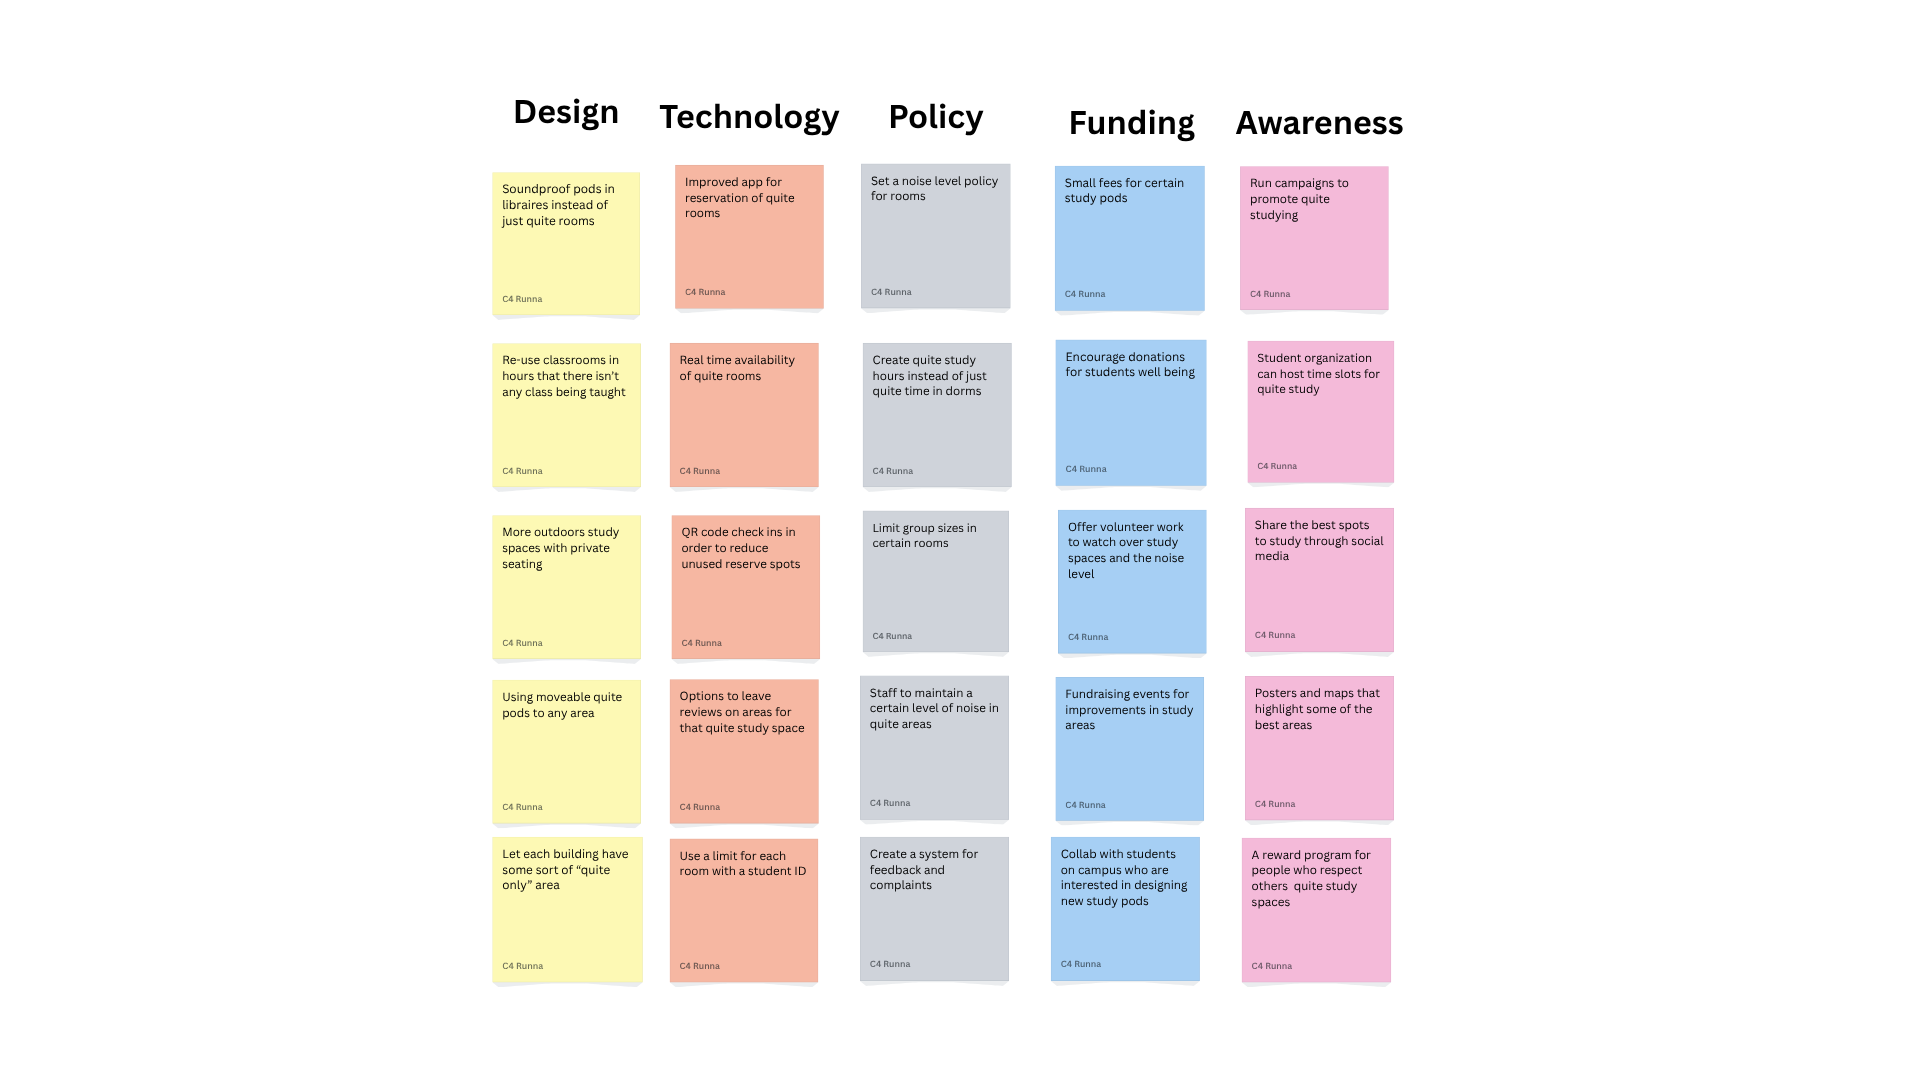 Design
Technology
Policy
Funding
Awareness
Soundproof pods in
libraires instead of
just quite rooms
C4 Runna
Improved app for
reservation of quite
rooms
C4 Runna
Set a noise level policy
for rooms
C4 Runna
Small fees for certain
study pods
C4 Runna
Run campaigns to
promote quite
studying
C4 Runna
Re-use classrooms in
hours that there isn't
any class being taught
C4 Runna
Real time availability
of quite rooms
C4 Runna
Create quite study
hours instead of just
quite time in dorms
C4 Runna
Encourage donations
for students well being
C4 Runna
Student organization
can host time slots for
quite study
C4 Runna
More outdoors study
spaces with private
seating
C4 Runna
QR code check ins in
order to reduce
unused reserve spots
C4 Runna
Limit group sizes in
certain rooms
C4 Runna
Offer volunteer work
to watch over study
spaces and the noise
level
C4 Runna
Share the best spots
to study through social
media
C4 Runna
Using moveable quite
pods to any area
C4 Runna
Options to leave
reviews on areas for
that quite study space
C4 Runna
Staff to maintain a
certain level of noise in
quite areas
C4 Runna
Fundraising events for
improvements in study
areas
C4 Runna
Posters and maps that
highlight some of the
best areas
C4 Runna
Let each building have
some sort of “quite
only” area
C4 Runna
Use a limit for each
room with a student ID
C4 Runna
Create a system for
feedback and
complaints
C4 Runna
Collab with students
on campus who are
interested in designing
new study pods
C4 Runna
A reward program for
people who respect
others  quite study
spaces
C4 Runna